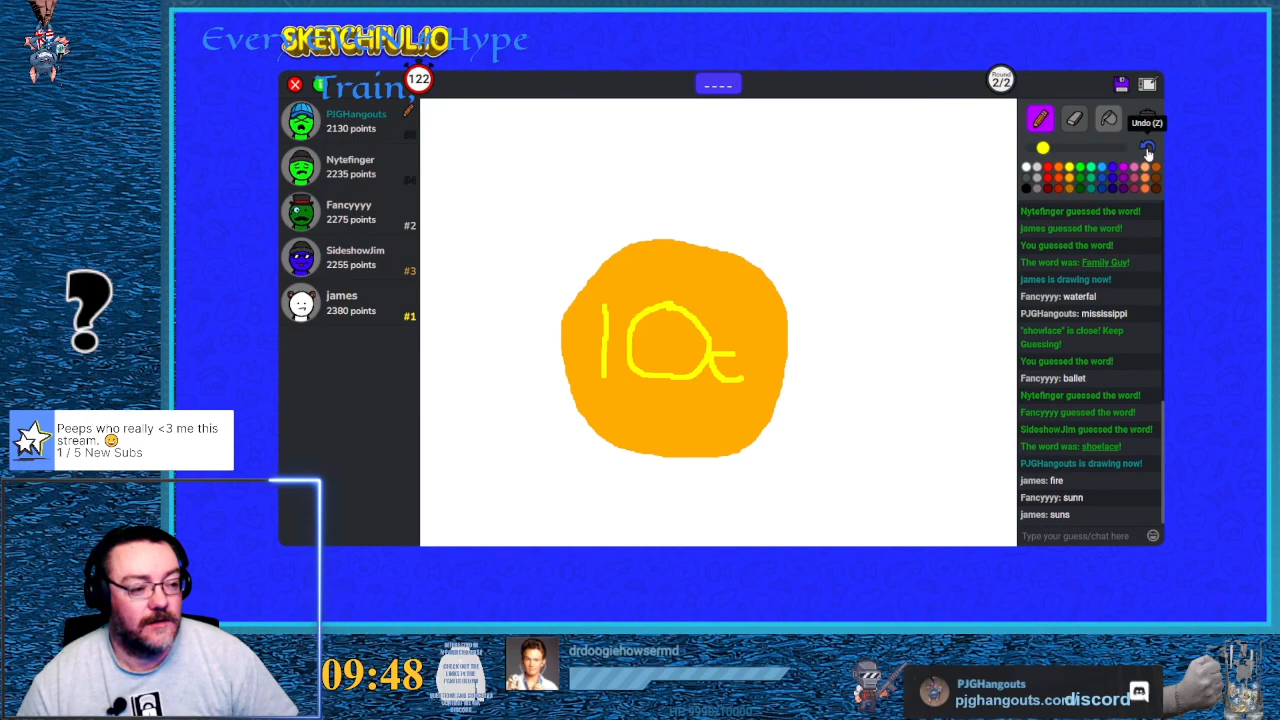 Every
Hype
SKETCHFUL.IO
Train,
122
_ _ _ _
Round
2/2
PJGHangouts
2130 points
Nytefinger
2235 points
Fancyyyy
2275 points
#2
SideshowJim
2255 points
#3
james
2380 points
#1
10c
Undo (Z)
Nytefinger guessed the word!
james guessed the word!
You guessed the word!
The word was: Family Guy!
james is drawing now!
Fancyyyy: waterfal
PJGHangouts: mississippi
"showlace" is close! Keep
Guessing!
You guessed the word!
Fancyyyy: ballet
Nytefinger guessed the word!
Fancyyyy guessed the word!
SideshowJim guessed the word!
The word was: shoelace!
PJGHangouts is drawing now!
james: fire
Fancyyyy: sunn
james: suns
Type your guess/chat here
?
Peeps who really <3 me this
stream. 😀
1 / 5 New Subs
09:48
drdoogiehowsermd
PJGHangouts
pjghangouts.com
discord